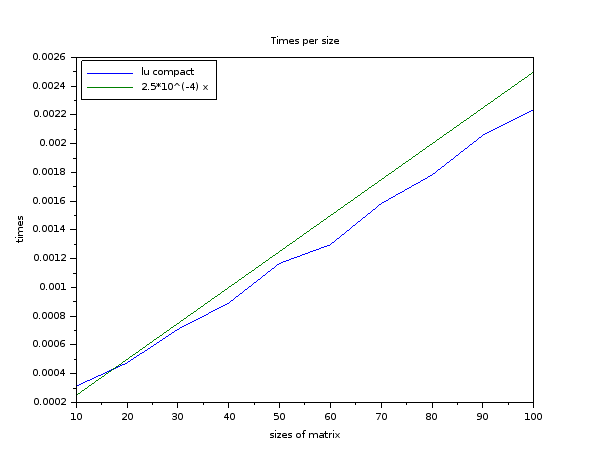 Times per size
0.0026
lu compact
2.5*10^(-4) x
0.0024
0.0022
0.002
0.0018
0.0016
times
0.0014
0.0012
0.001
0.0008
0.0006
0.0004
0.0002
10 20 30 40 50 60 70 80 90 100
sizes of matrix